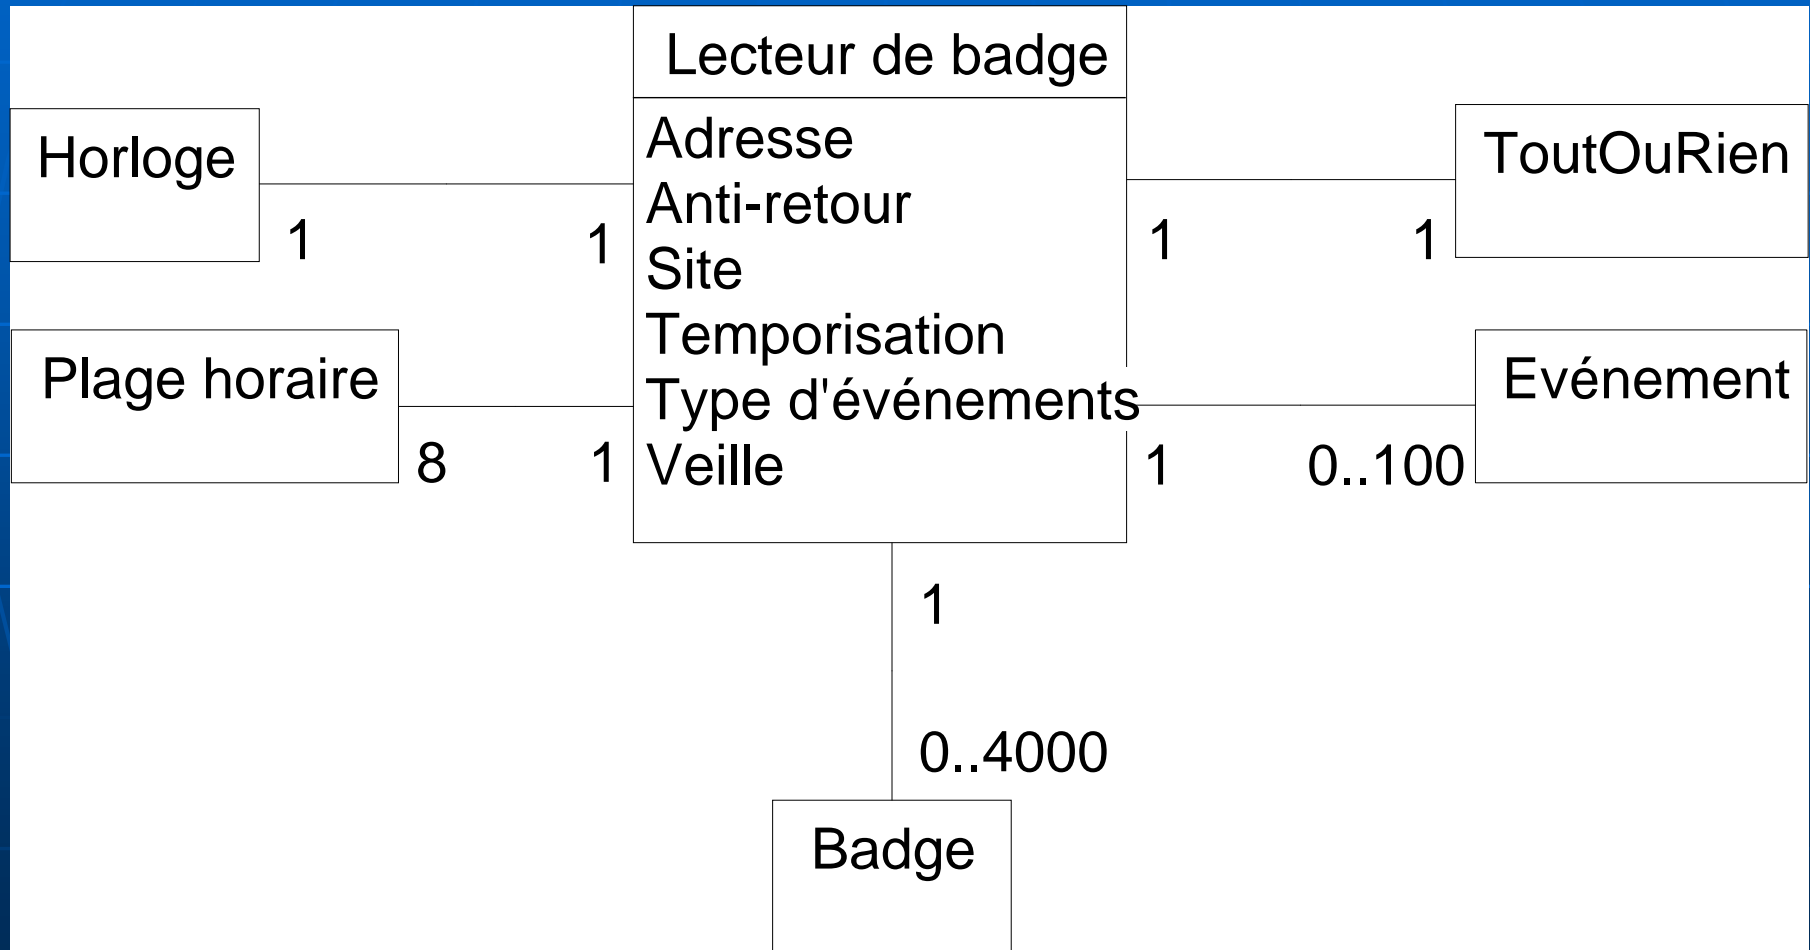 Lecteur de badge
Adresse
Anti-retour
Site
Temporisation
Type d'événements
Veille
Horloge
1
1
Plage horaire
8
1
ToutOuRien
1
1
Evénement
1
0..100
1
0..4000
Badge